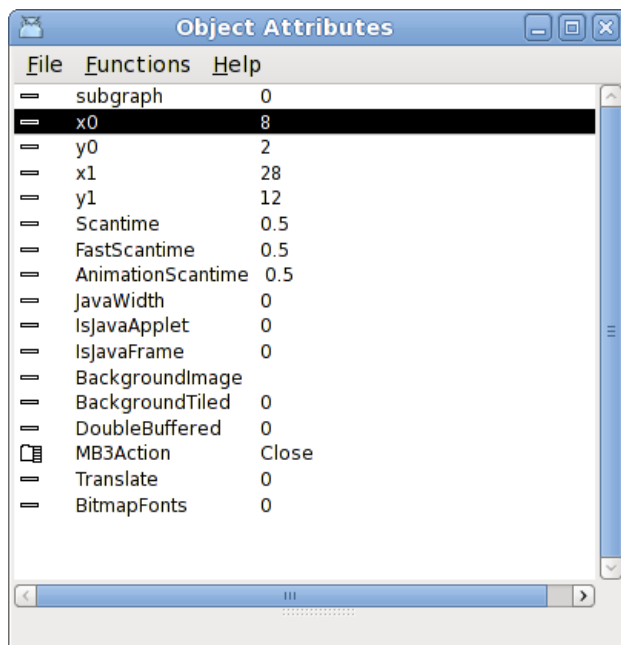 Object Attributes
File Functions Help
subgraph 0
x0 8
y0 2
x1 28
y1 12
Scantime 0.5
FastScantime 0.5
AnimationScantime 0.5
JavaWidth 0
IsJavaApplet 0
IsJavaFrame 0
BackgroundImage
BackgroundTiled 0
DoubleBuffered 0
MB3Action Close
Translate 0
BitmapFonts 0